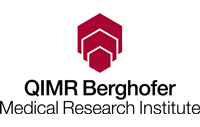 QIMR Berghofer
Medical Research Institute